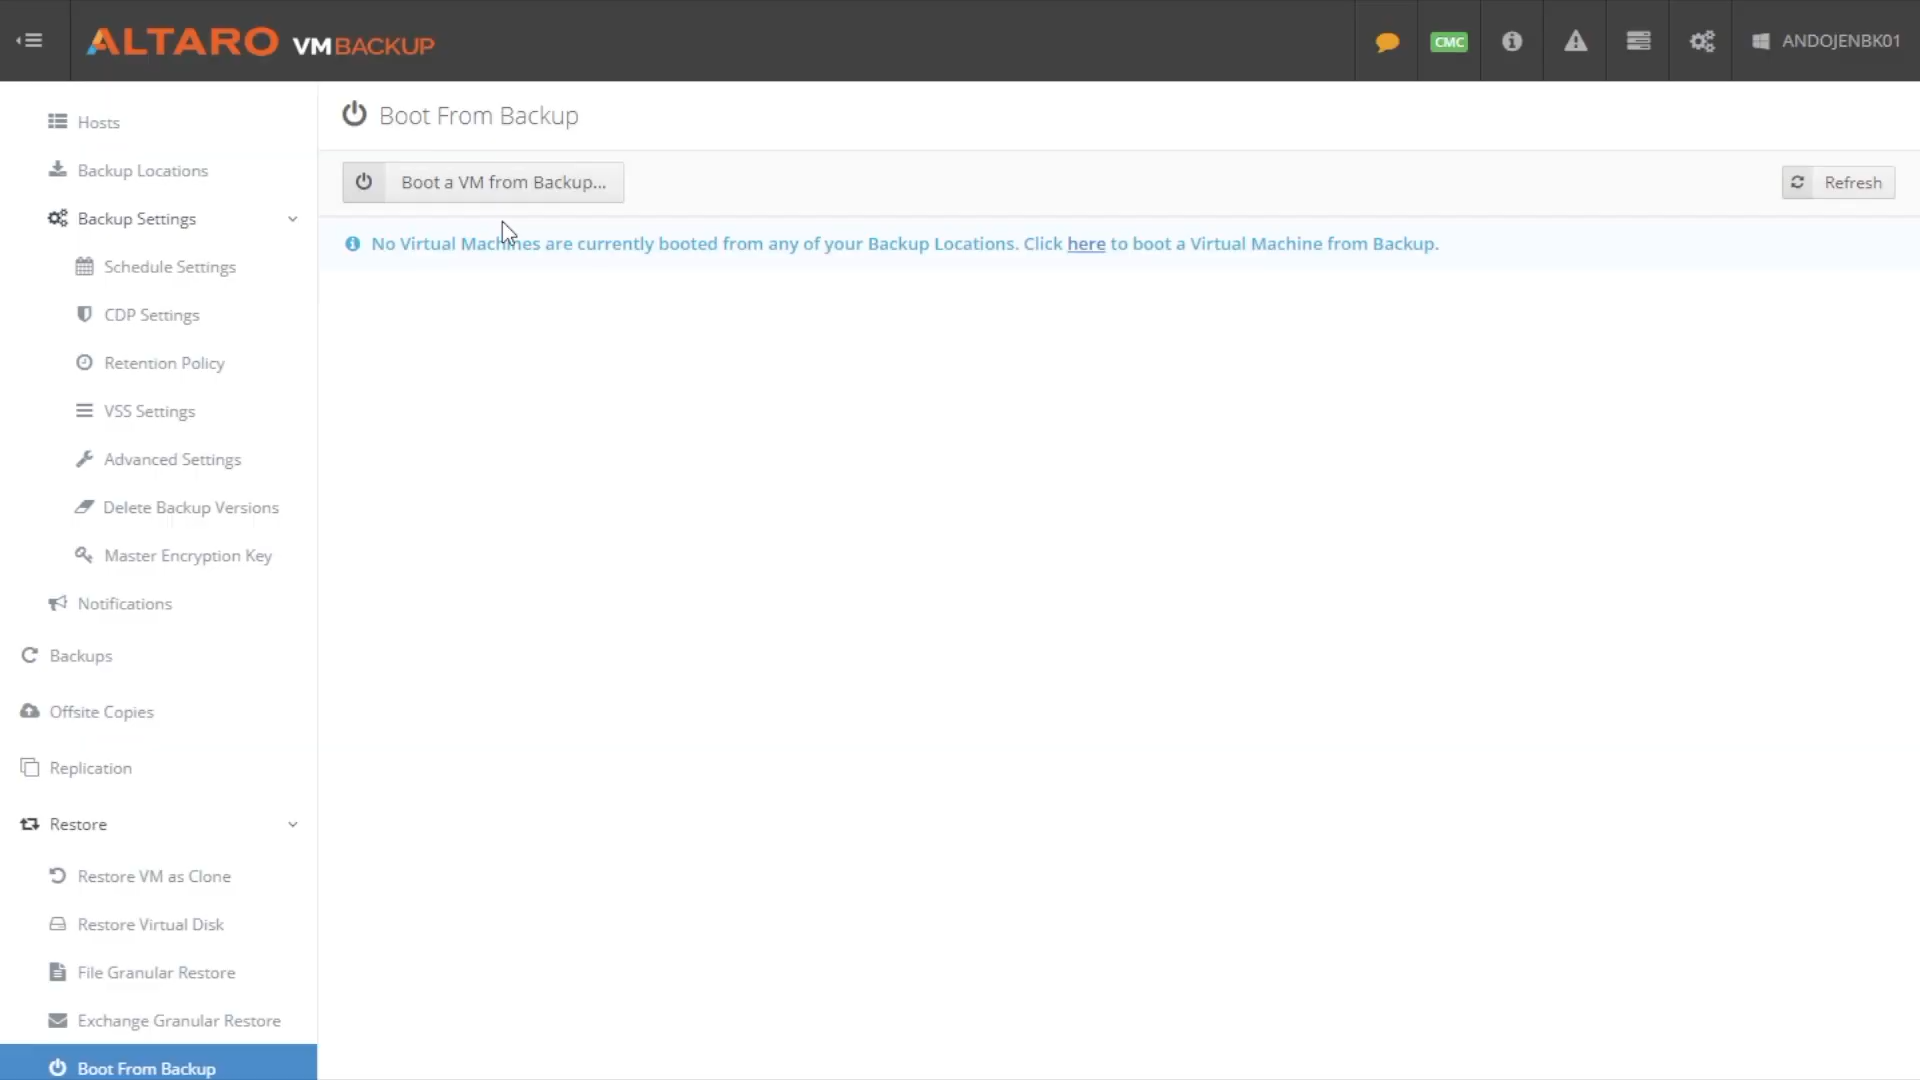 ALTARO VMBACKUP
CMC
ANDOJENBK01
Hosts
Backup Locations
Backup Settings
Schedule Settings
CDP Settings
Retention Policy
VSS Settings
Advanced Settings
Delete Backup Versions
Master Encryption Key
Notifications
Backups
Offsite Copies
Replication
Restore
Restore VM as Clone
Restore Virtual Disk
File Granular Restore
Exchange Granular Restore
Boot From Backup
Boot From Backup
Boot a VM from Backup...
Refresh
No Virtual Machines are currently booted from any of your Backup Locations. Click here to boot a Virtual Machine from Backup.